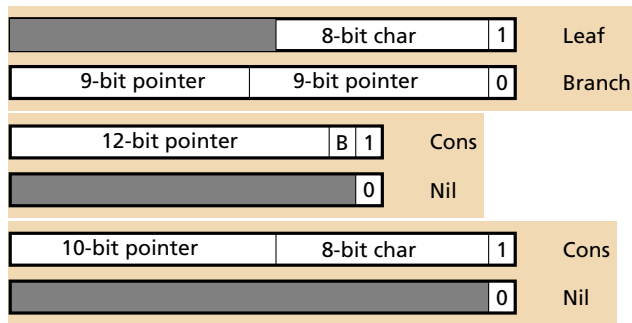 8-bit char 1 Leaf
9-bit pointer 9-bit pointer 0 Branch
12-bit pointer B 1 Cons
0 Nil
10-bit pointer 8-bit char 1 Cons
0 Nil